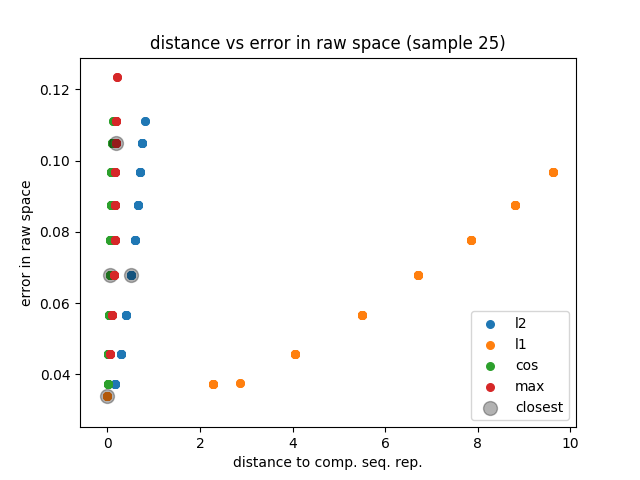 distance vs error in raw space (sample 25)
error in raw space
0.12
0.10
0.08
0.06
0.04
0
2
4
6
8
10
distance to comp. seq. rep.
l2
l1
cos
max
closest